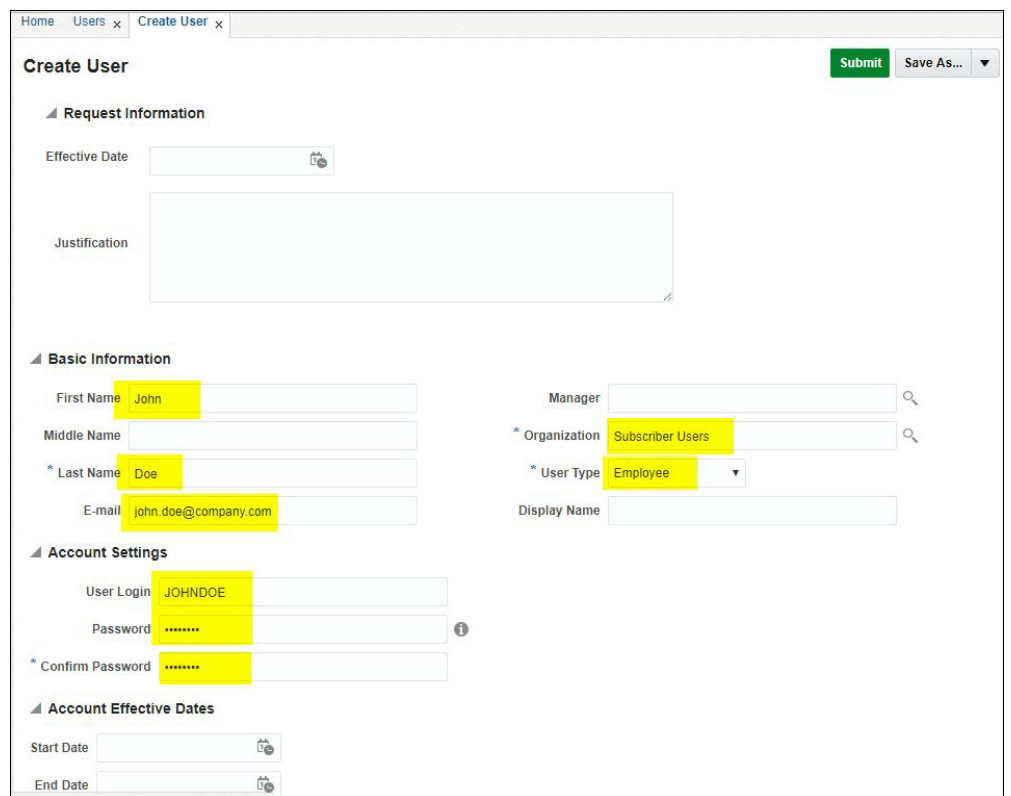 Home Users x Create User x
Create User Submit Save As...
Request Information
Effective Date
Justification
Basic Information
First Name John Manager
Middle Name * Organization Subscriber Users
* Last Name Doe * User Type Employee
E-mail john.doe@company.com Display Name
Account Settings
User Login JOHNDOE
Password ········
* Confirm Password ········
Account Effective Dates
Start Date
End Date